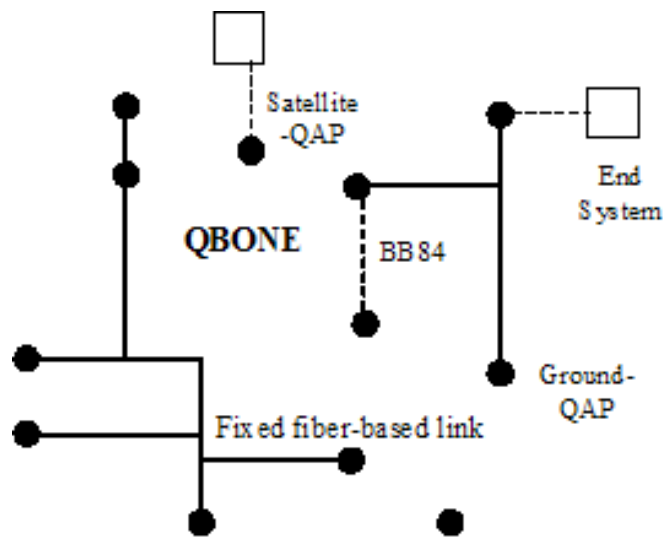 Satellite
-QAP
End
System
QBONE
BB84
Ground-
QAP
Fixed fiber-based link